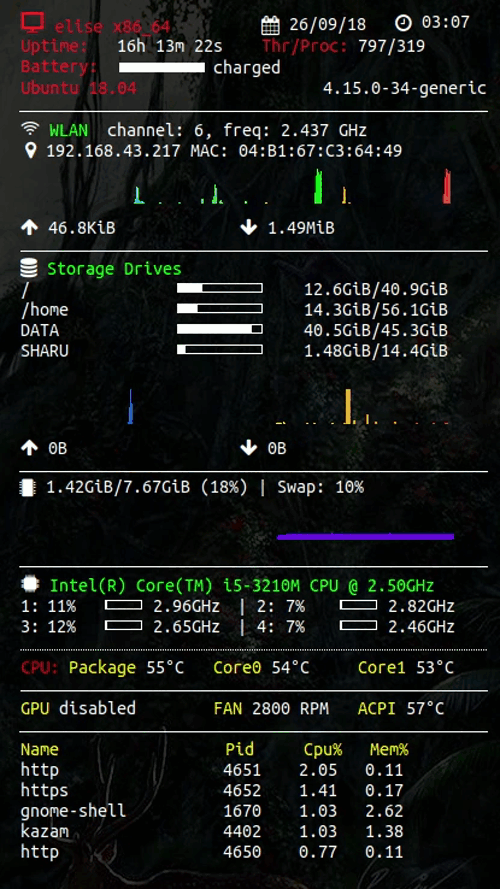 elise x86_64 26/09/18 03:07
Uptime: 16h 13m 22s Thr/Proc: 797/319
Battery: charged
Ubuntu 18.04 4.15.0-34-generic
WLAN channel: 6, freq: 2.437 GHz
192.168.43.217 MAC: 04:B1:67:C3:64:49
46.8KiB 1.49MiB
Storage Drives
/ 12.6GiB/40.9GiB
/home 14.3GiB/56.1GiB
DATA 40.5GiB/45.3GiB
SHARU 1.48GiB/14.4GiB
0B 0B
1.42GiB/7.67GiB (18%) | Swap: 10%
Intel(R) Core(TM) i5-3210M CPU @ 2.50GHz
1: 11% 2.96GHz | 2: 7% 2.82GHz
3: 12% 2.65GHz | 4: 7% 2.46GHz
CPU: Package 55°C Core0 54°C Core1 53°C
GPU disabled FAN 2800 RPM ACPI 57°C
Name Pid Cpu% Mem%
http 4651 2.05 0.11
https 4652 1.41 0.17
gnome-shell 1670 1.03 2.62
kazam 4402 1.03 1.38
http 4650 0.77 0.11